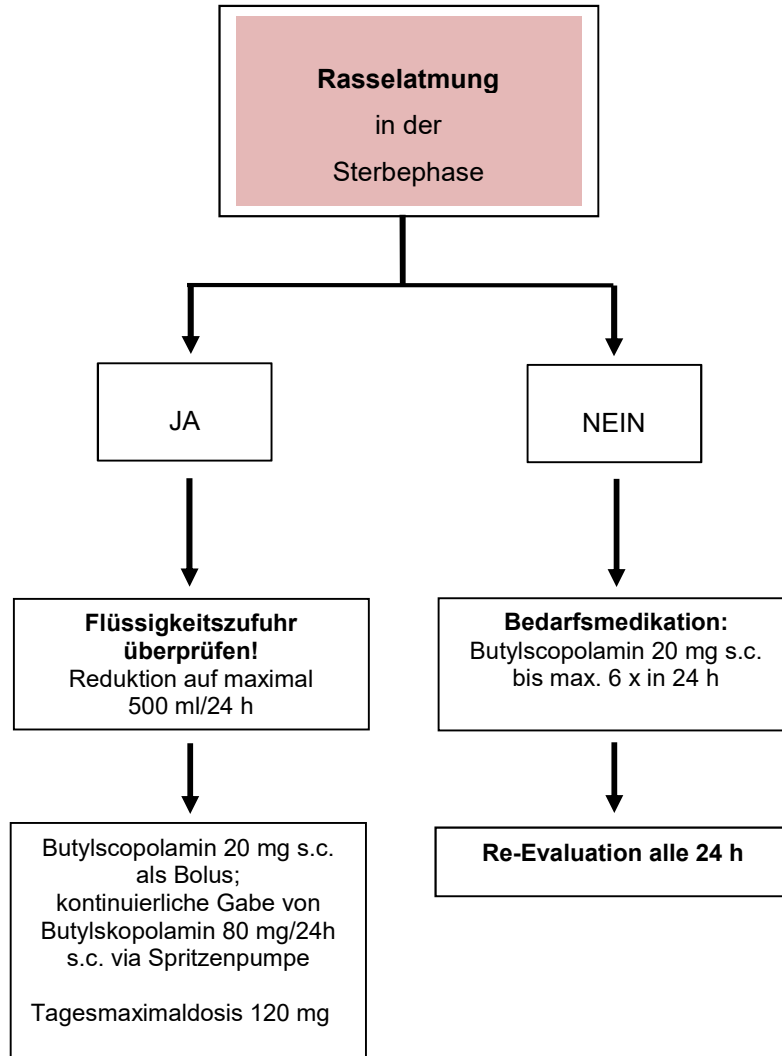 Rasselatmung
in der
Sterbephase
JA
NEIN
Flüssigkeitszufuhr
überprüfen!
Reduktion auf maximal
500 ml/24 h
Bedarfsmedikation:
Butylscopolamin 20 mg s.c.
bis max. 6 x in 24 h
Butylscopolamin 20 mg s.c.
als Bolus;
kontinuierliche Gabe von
Butylskopolamin 80 mg/24h
s.c. via Spritzenpumpe
Tagesmaximaldosis 120 mg
Re-Evaluation alle 24 h